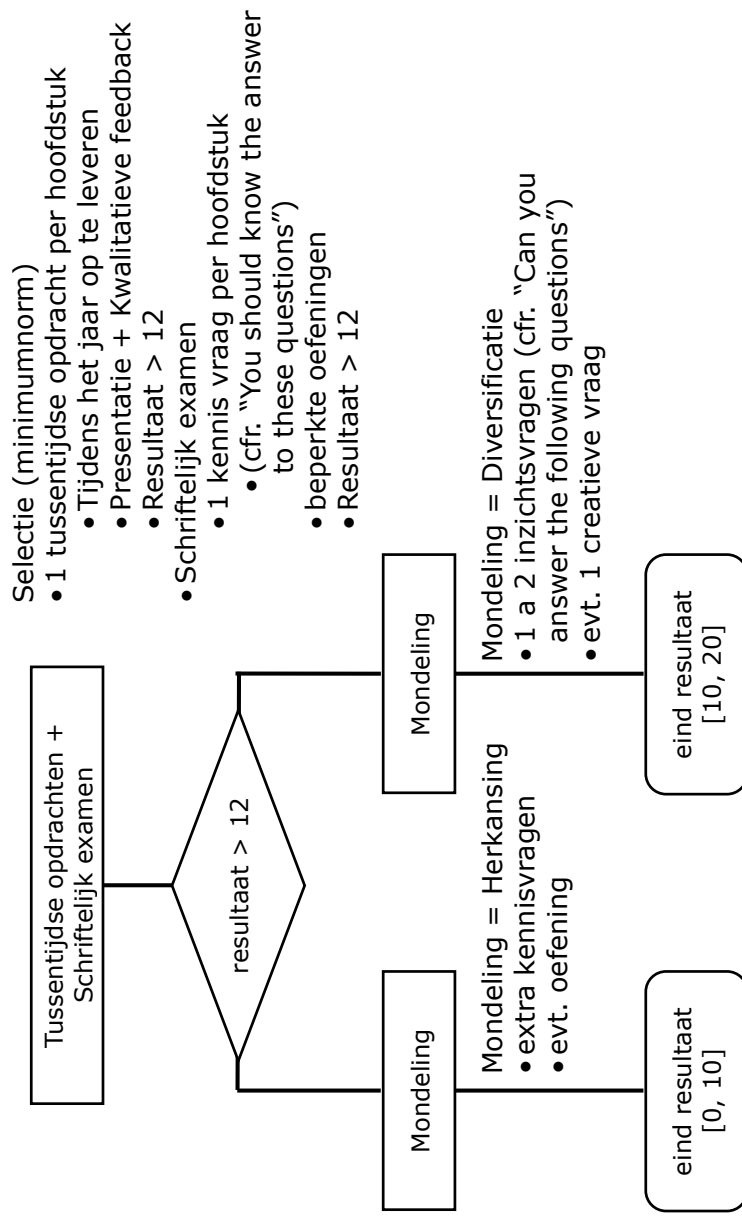 Tussentijdse opdrachten +
Schriftelijk examen
resultaat > 12
Selectie (minimumnorm)
• 1 tussentijdse opdracht per hoofdstuk
• Tijdens het jaar op te leveren
• Presentatie + Kwalitatieve feedback
• Resultaat > 12
• Schriftelijk examen
• 1 kennis vraag per hoofdstuk
• (cfr. “You should know the answer
to these questions”)
• beperkte oefeningen
• Resultaat > 12
Mondeling
Mondeling = Herkansing
• extra kennisvragen
• evt. oefening
eind resultaat
[0, 10]
Mondeling
Mondeling = Diversificatie
• 1 a 2 inzichtsvragen (cfr. “Can you
answer the following questions”)
• evt. 1 creatieve vraag
eind resultaat
[10, 20]